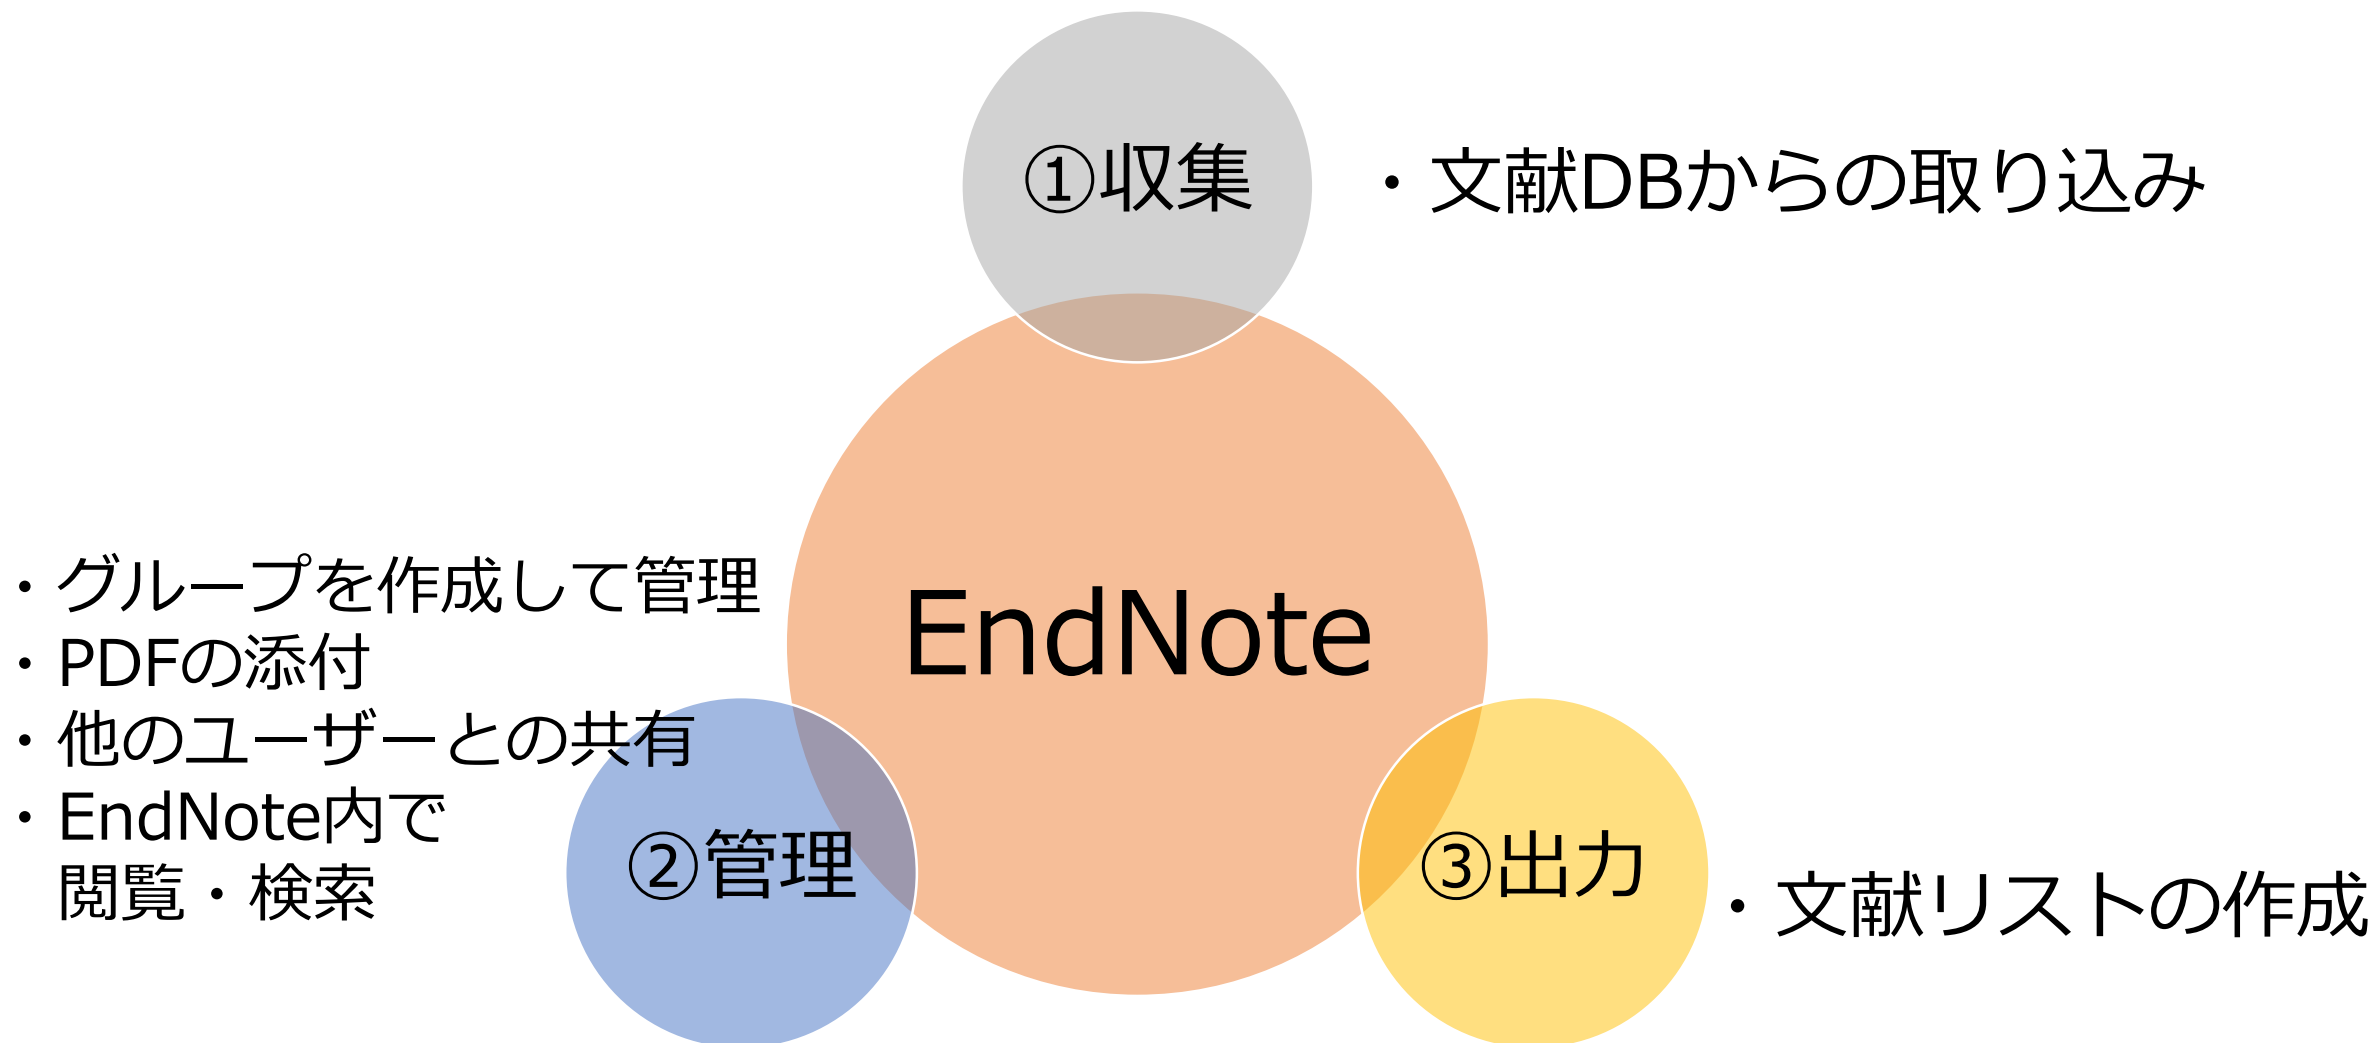 ①収集
・文献DBからの取り込み
EndNote
・グループを作成して管理
・PDFの添付
・他のユーザーとの共有
・EndNote内で
閲覧・検索
②管理
③出力
・文献リストの作成